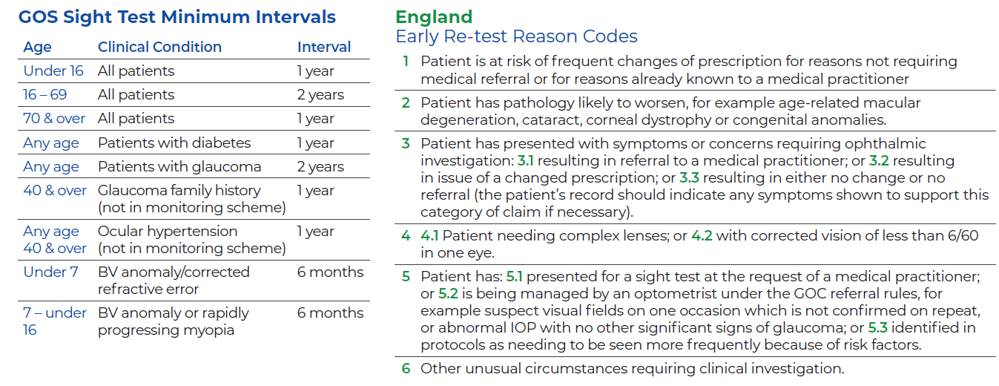 GOS Sight Test Minimum Intervals
Age Clinical Condition Interval
Under 16 All patients 1 year
16 – 69 All patients 2 years
70 & over All patients 1 year
Any age Patients with diabetes 1 year
Any age Patients with glaucoma 2 years
40 & over Glaucoma family history 1 year
(not in monitoring scheme)
Any age Ocular hypertension 1 year
40 & over (not in monitoring scheme)
Under 7 BV anomaly/corrected 6 months
refractive error
7 – under BV anomaly or rapidly 6 months
16 progressing myopia
England
Early Re-test Reason Codes
1 Patient is at risk of frequent changes of prescription for reasons not requiring
medical referral or for reasons already known to a medical practitioner
2 Patient has pathology likely to worsen, for example age-related macular
degeneration, cataract, corneal dystrophy or congenital anomalies.
3 Patient has presented with symptoms or concerns requiring ophthalmic
investigation: 3.1 resulting in referral to a medical practitioner; or 3.2 resulting
in issue of a changed prescription; or 3.3 resulting in either no change or no
referral (the patient’s record should indicate any symptoms shown to support this
category of claim if necessary).
4 4.1 Patient needing complex lenses; or 4.2 with corrected vision of less than 6/60
in one eye.
5 Patient has: 5.1 presented for a sight test at the request of a medical practitioner;
or 5.2 is being managed by an optometrist under the GOC referral rules, for
example suspect visual fields on one occasion which is not confirmed on repeat,
or abnormal IOP with no other significant signs of glaucoma; or 5.3 identified in
protocols as needing to be seen more frequently because of risk factors.
6 Other unusual circumstances requiring clinical investigation.